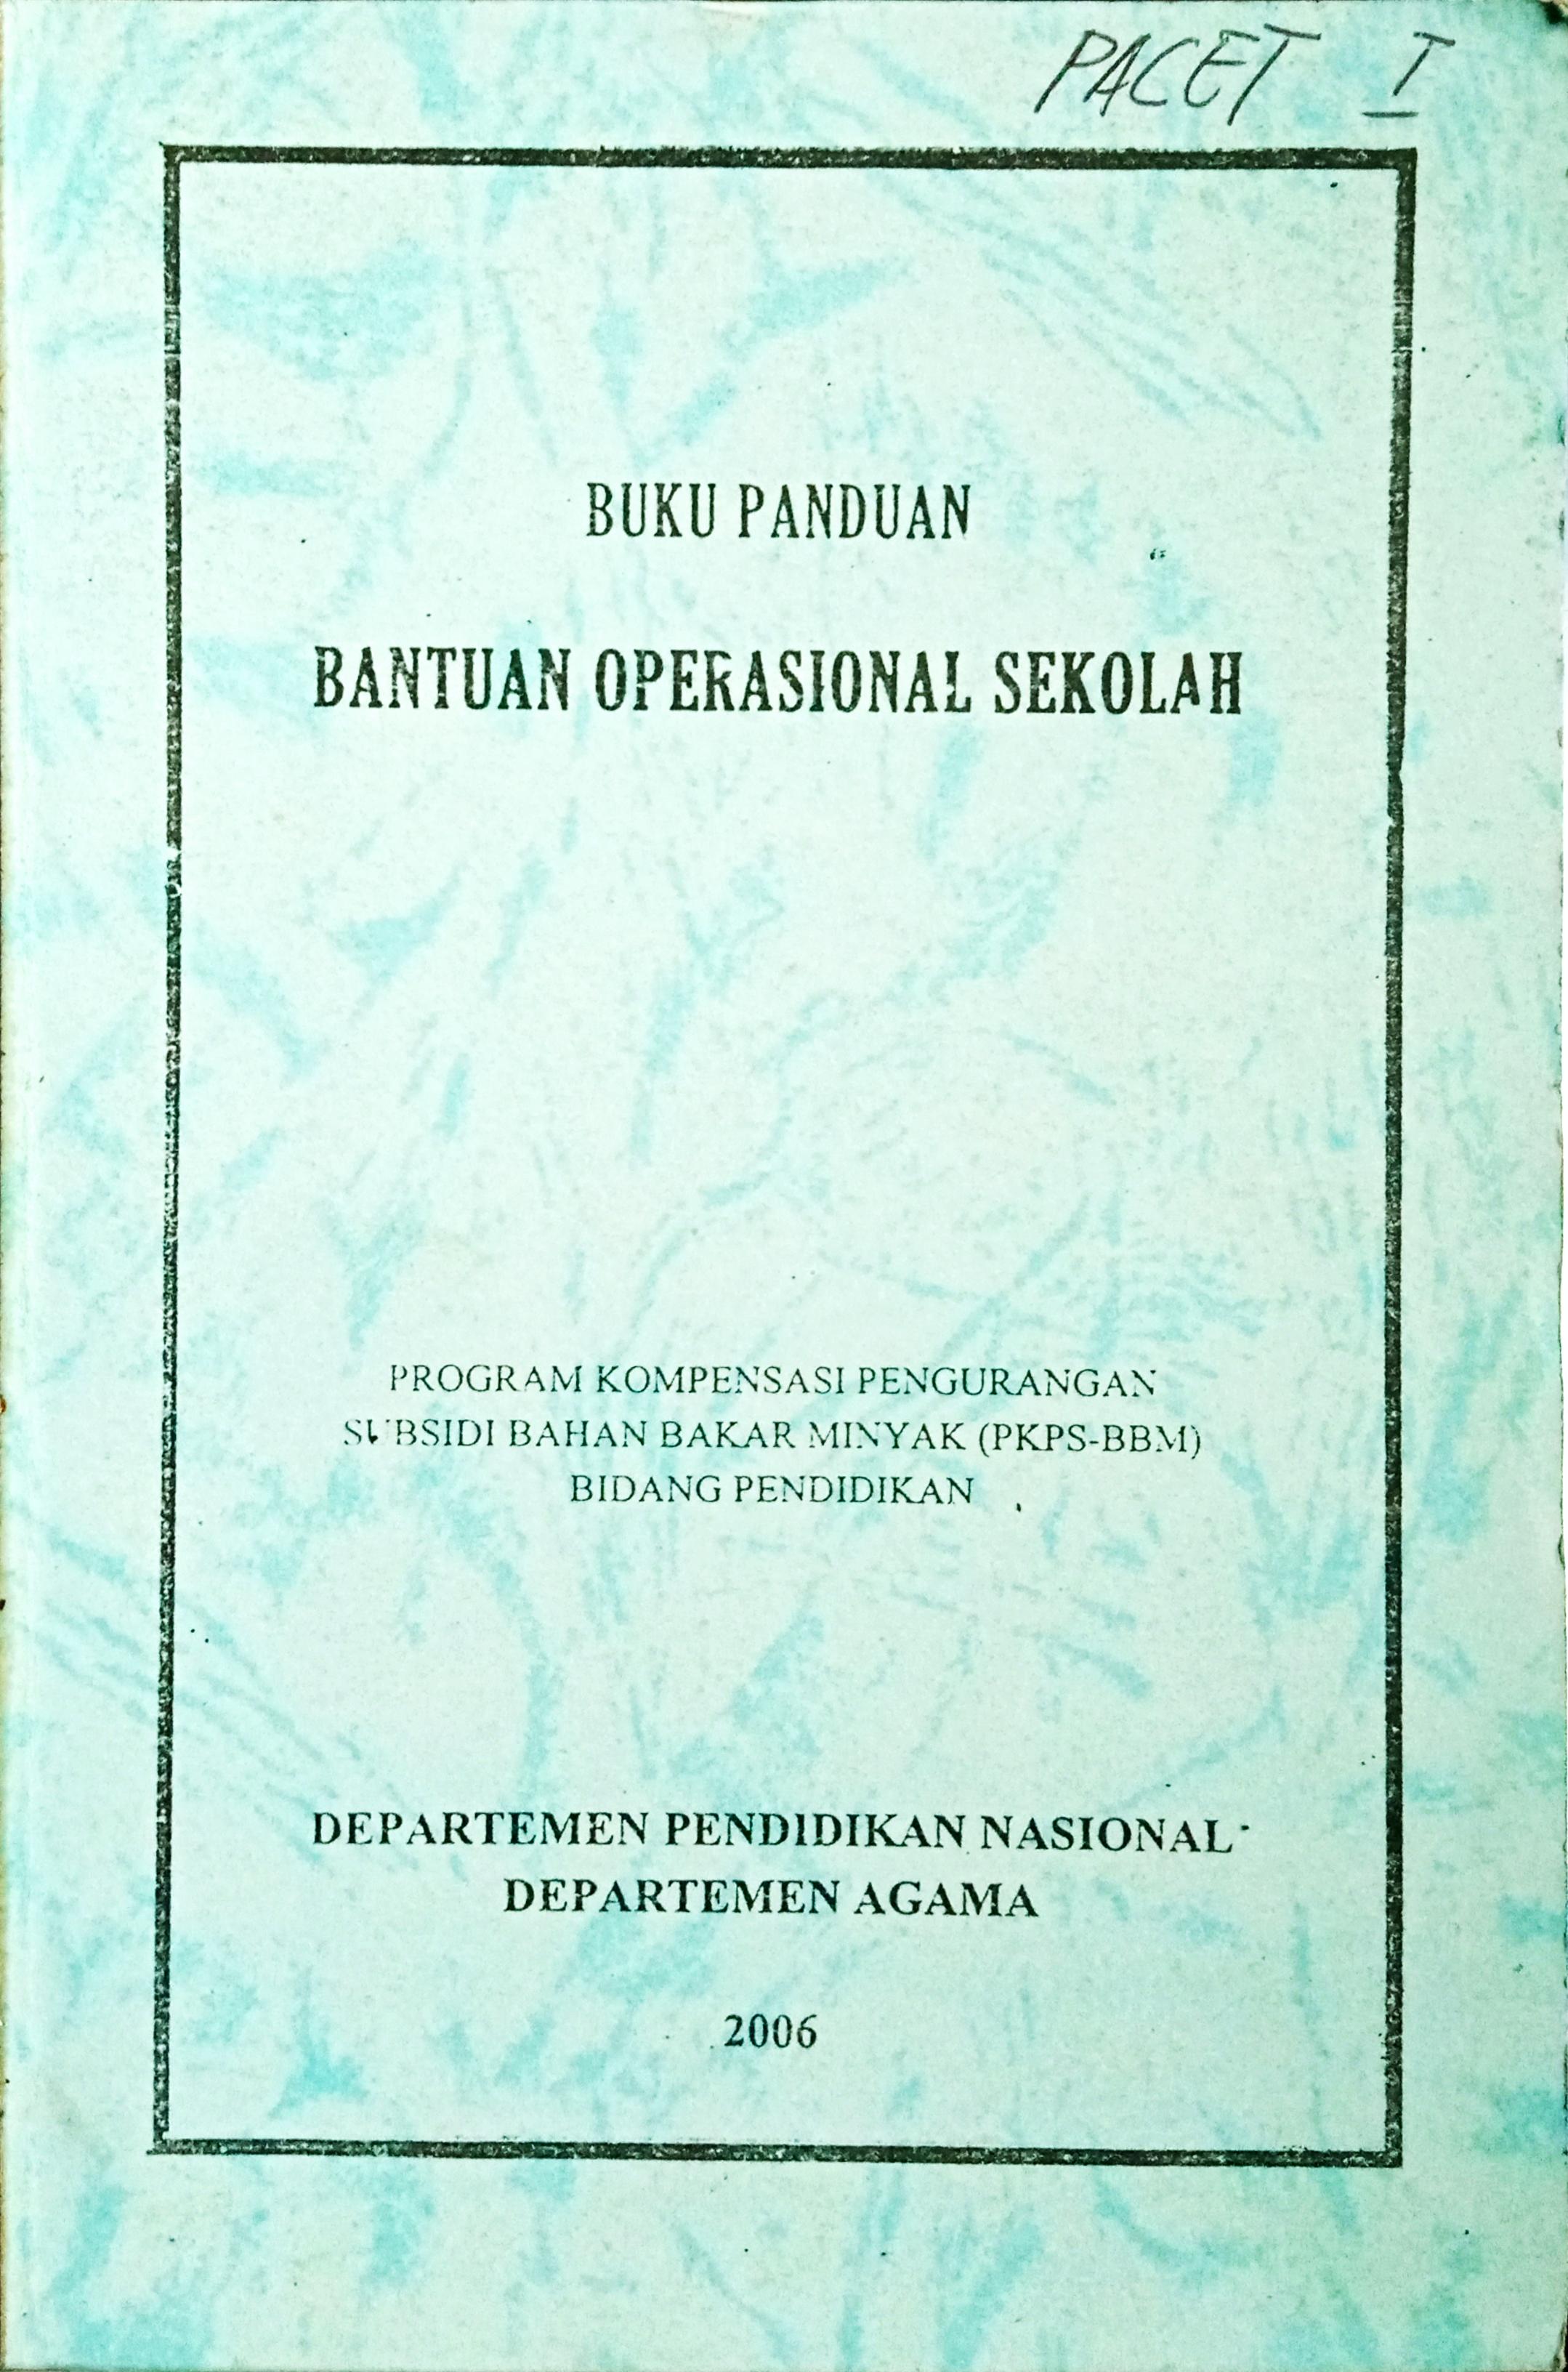 PACET I
BUKU PANDUAN
BANTUAN OPERASIONAL SEKOLAH
PROGRAM KOMPENSASI PENGURANGAN
SUBSIDI BAHAN BAKAR MINYAK (PKPS-BBM)
BIDANG PENDIDIKAN
DEPARTEMEN PENDIDIKAN NASIONAL
DEPARTEMEN AGAMA
2006